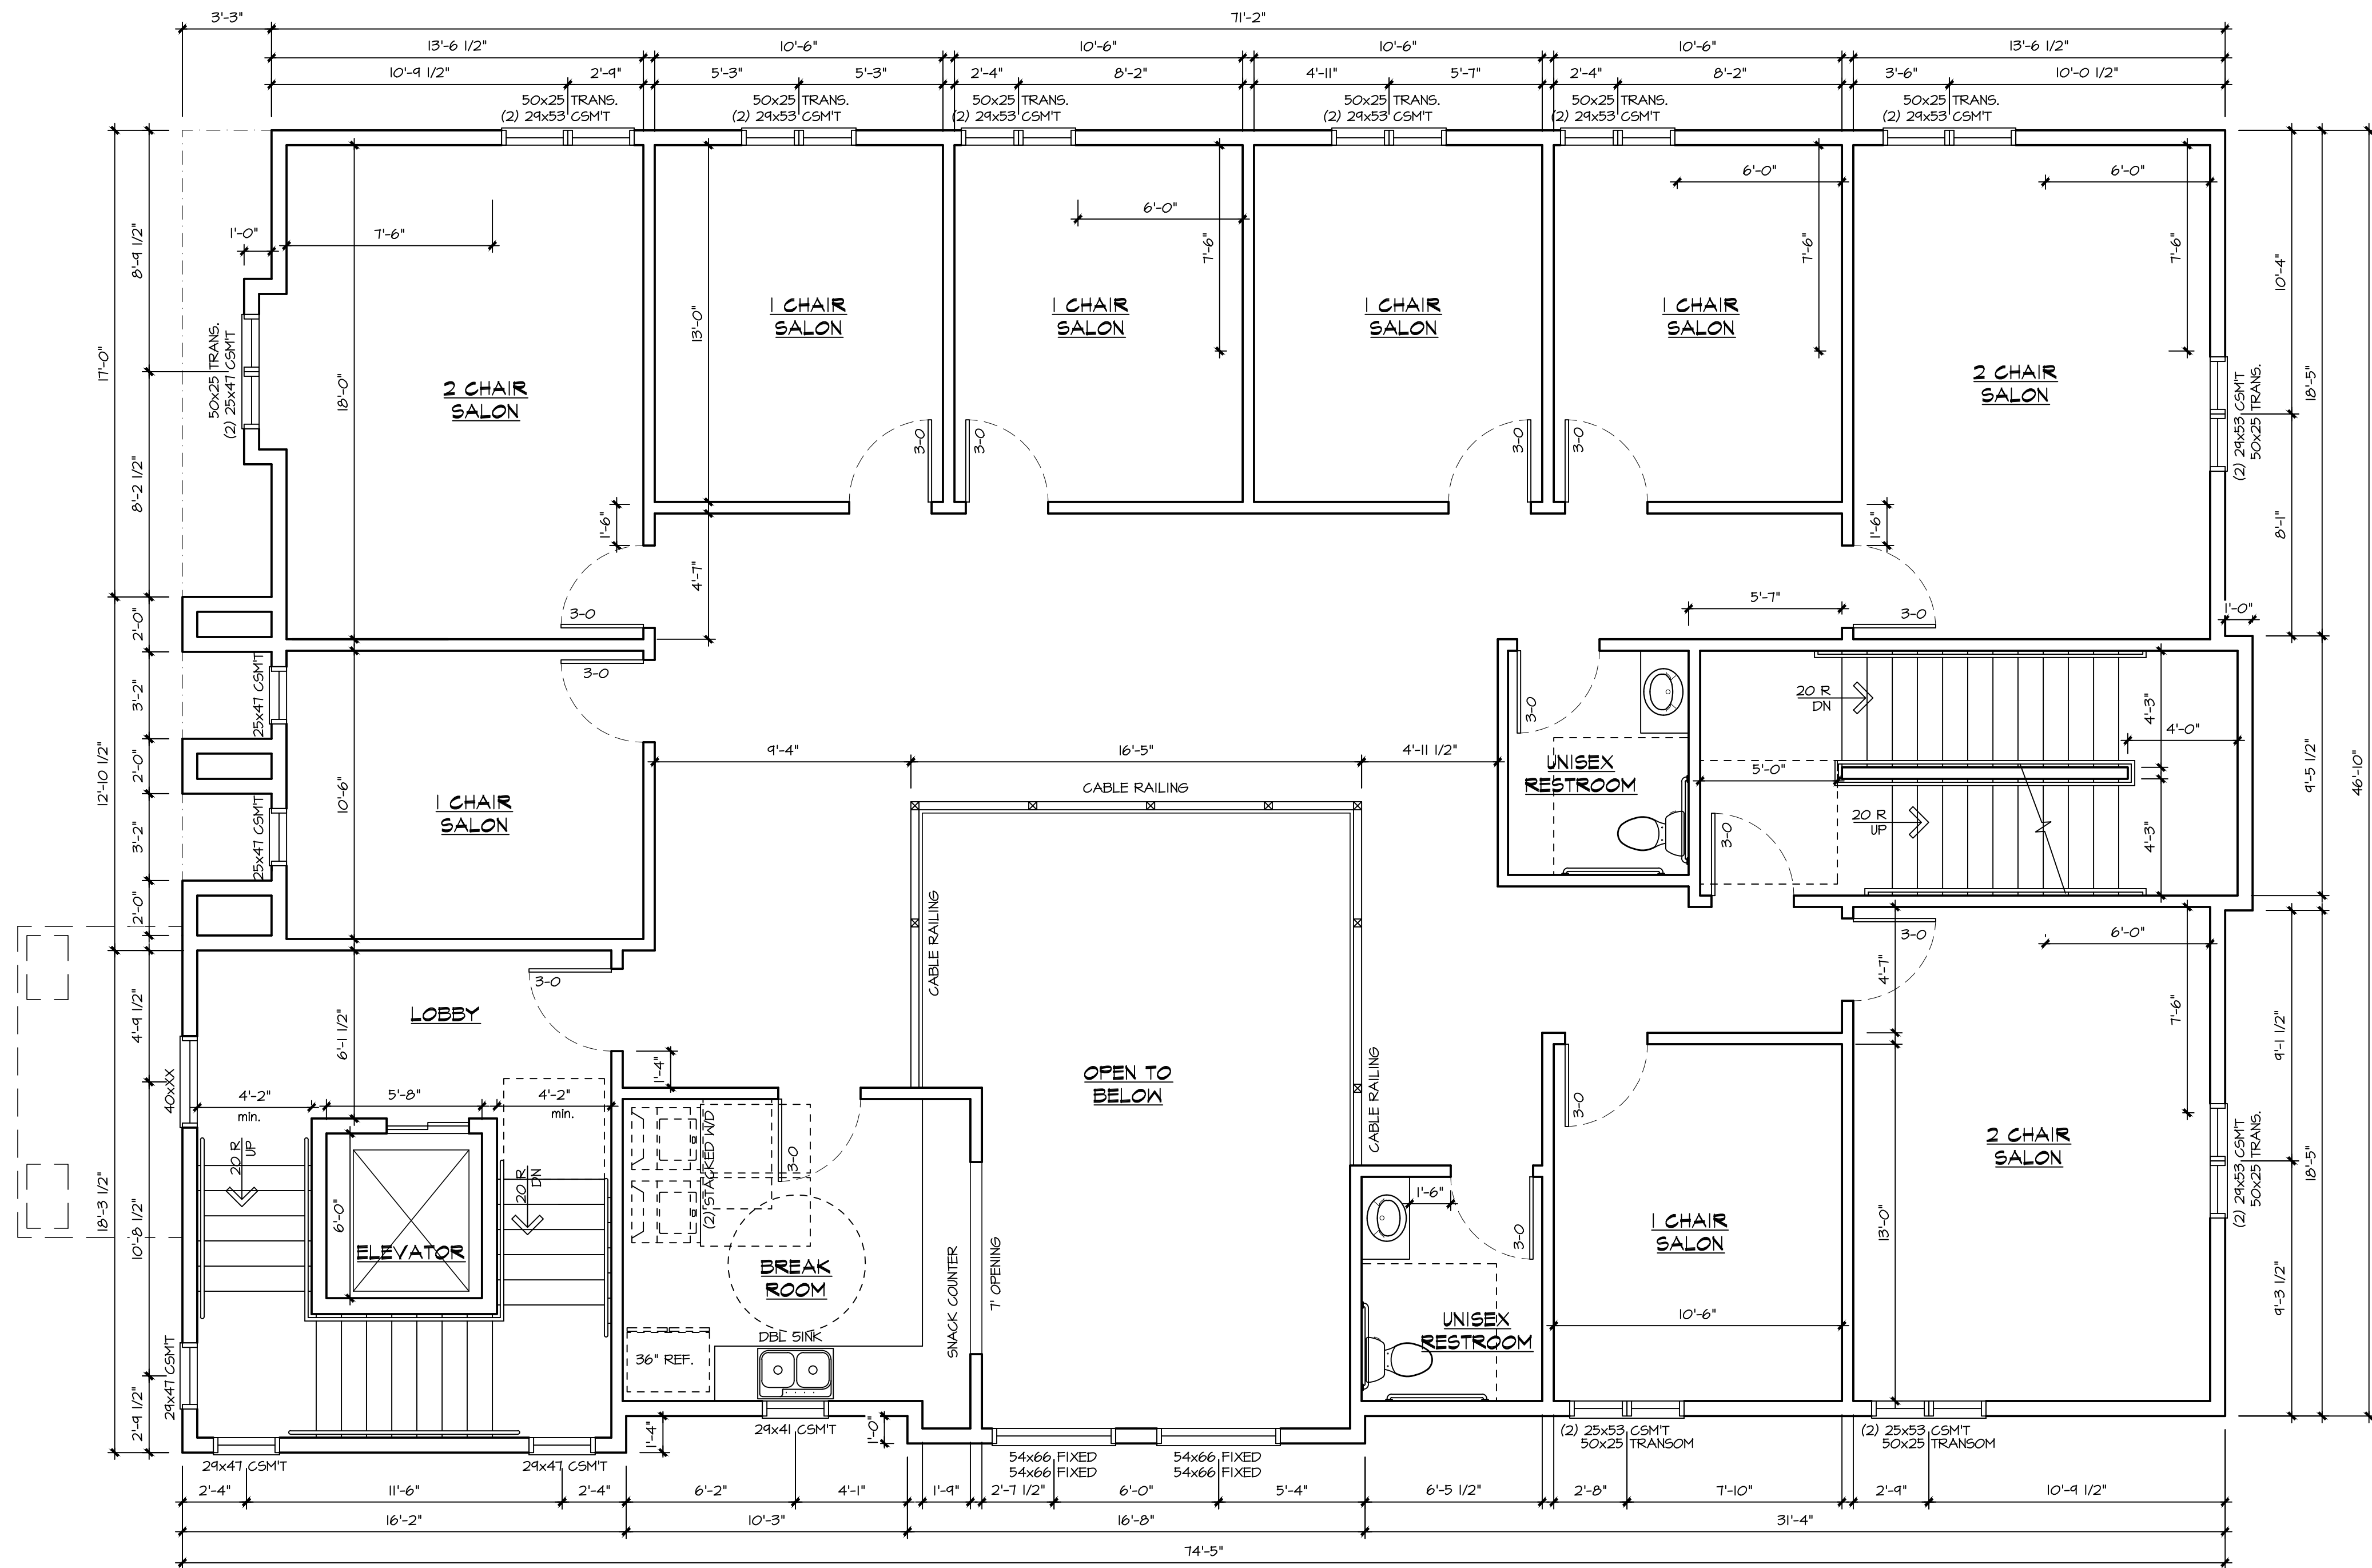 3'-3"
71'-2"
13'-6 1/2"
10'-6"
10'-6"
10'-6"
10'-6"
13'-6 1/2"
10'-9 1/2"
2'-9"
5'-3"
5'-3"
2'-4"
8'-2"
4'-11"
5'-7"
2'-4"
8'-2"
3'-6"
10'-0 1/2"
50x25 TRANS.
(2) 29x53 CSM'T
50x25 TRANS.
(2) 29x53 CSM'T
50x25 TRANS.
(2) 29x53 CSM'T
50x25 TRANS.
(2) 29x53 CSM'T
50x25 TRANS.
(2) 29x53 CSM'T
50x25 TRANS.
(2) 29x53 CSM'T
6'-0"
6'-0"
6'-0"
1'-0"
7'-6"
8'-9 1/2"
7'-6"
7'-6"
7'-6"
10'-4"
1 CHAIR
SALON
1 CHAIR
SALON
1 CHAIR
SALON
1 CHAIR
SALON
13'-0"
17'-0"
50x25 TRANS.
(2) 25x47 CSM'T
18'-0"
2 CHAIR
SALON
2 CHAIR
SALON
18'-5"
(2) 29x53 CSM'T
50x25 TRANS.
3-0
3-0
3-0
3-0
8'-2 1/2"
1'-6"
1'-6"
8'-1"
4'-7"
3-0
5'-7"
3-0
1'-0"
2'-0"
3-0
25x47 CSM'T
3'-2"
3-0
20 R
DN
4'-3"
4'-0"
9'-4"
16'-5"
4'-11 1/2"
UNISEX
RESTROOM
5'-0"
2'-0"
12'-10 1/2"
9'-5 1/2"
46'-10"
CABLE RAILING
1 CHAIR
SALON
10'-6"
25x47 CSM'T
3'-2"
20 R
UP
3-0
4'-3"
2'-0"
CABLE RAILING
3-0
6'-0"
4'-7"
3-0
LOBBY
4'-9 1/2"
6'-1 1/2"
7'-6"
9'-1 1/2"
1'-4"
CABLE RAILING
OPEN TO
BELOW
40xXX
4'-2"
min.
5'-8"
4'-2"
min.
3-0
2 CHAIR
SALON
20 R
UP
20 R
DN
(2) STACKED W/D
3-0
(2) 29x53 CSM'T
50x25 TRANS.
18'-5"
1'-6"
18'-3 1/2"
10'-8 1/2"
6'-0"
ELEVATOR
3-0
1 CHAIR
SALON
13'-0"
BREAK
ROOM
SNACK COUNTER
7' OPENING
9'-3 1/2"
UNISEX
RESTROOM
10'-6"
DBL SINK
36" REF.
29x47 CSM'T
2'-9 1/2"
1'-4"
29x41 CSM'T
1'-0"
(2) 25x53 CSM'T
50x25 TRANSOM
(2) 25x53 CSM'T
50x25 TRANSOM
29x47 CSM'T
29x47 CSM'T
54x66 FIXED
54x66 FIXED
54x66 FIXED
54x66 FIXED
2'-4"
11'-6"
2'-4"
6'-2"
4'-1"
1'-9"
2'-7 1/2"
6'-0"
5'-4"
6'-5 1/2"
2'-8"
7'-10"
2'-9"
10'-9 1/2"
16'-2"
10'-3"
16'-8"
31'-4"
74'-5"